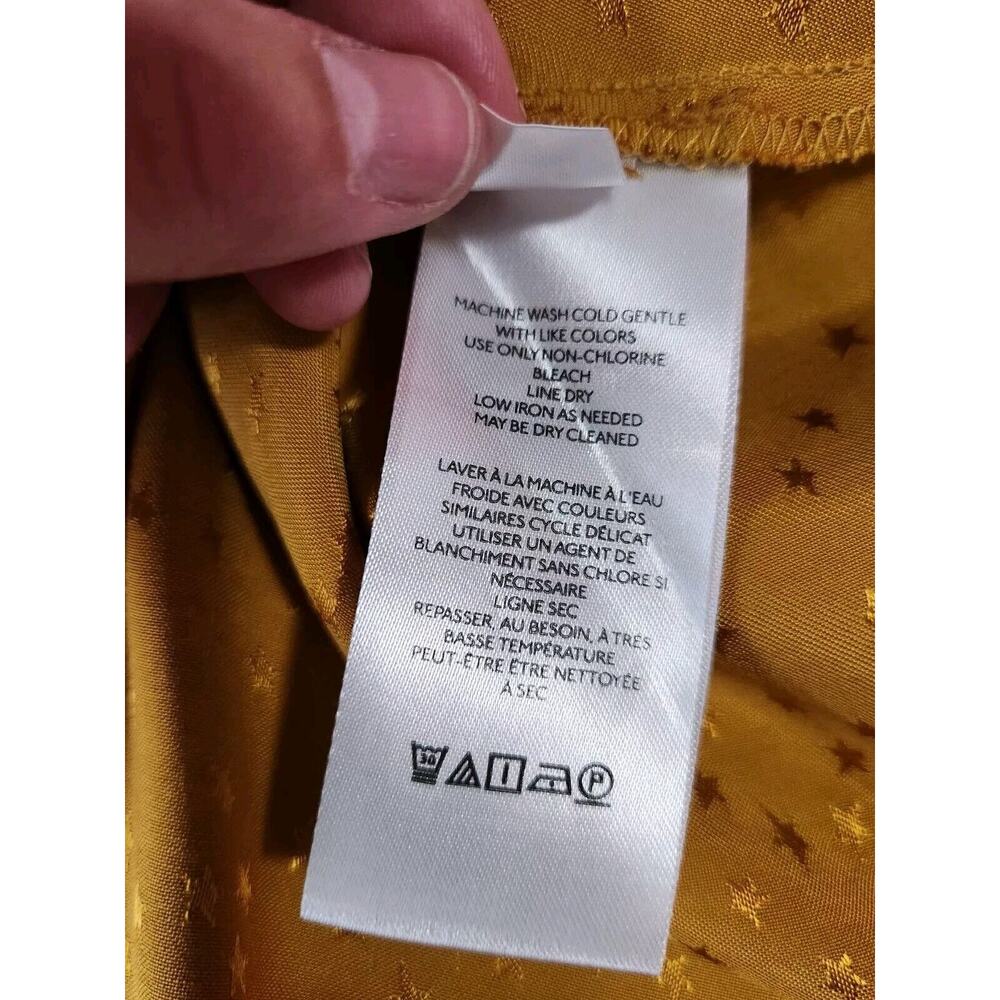 MACHINE WASH COLD GENTLE
WITH LIKE COLORS
USE ONLY NON-CHLORINE
BLEACH
LINE DRY
LOW IRON AS NEEDED
MAY BE DRY CLEANED
LAVER À LA MACHINE À L'EAU
FROIDE AVEC COULEURS
SIMILAIRES CYCLE DÉLICAT
UTILISER UN AGENT DE
BLANCHIMENT SANS CHLORE SI
NÉCESSAIRE
LIGNE SEC
REPASSER, AU BESOIN, À TRÈS
BASSE TEMPÉRATURE
PEUT-ÊTRE ÊTRE NETTOYÉE
À SEC
30 P